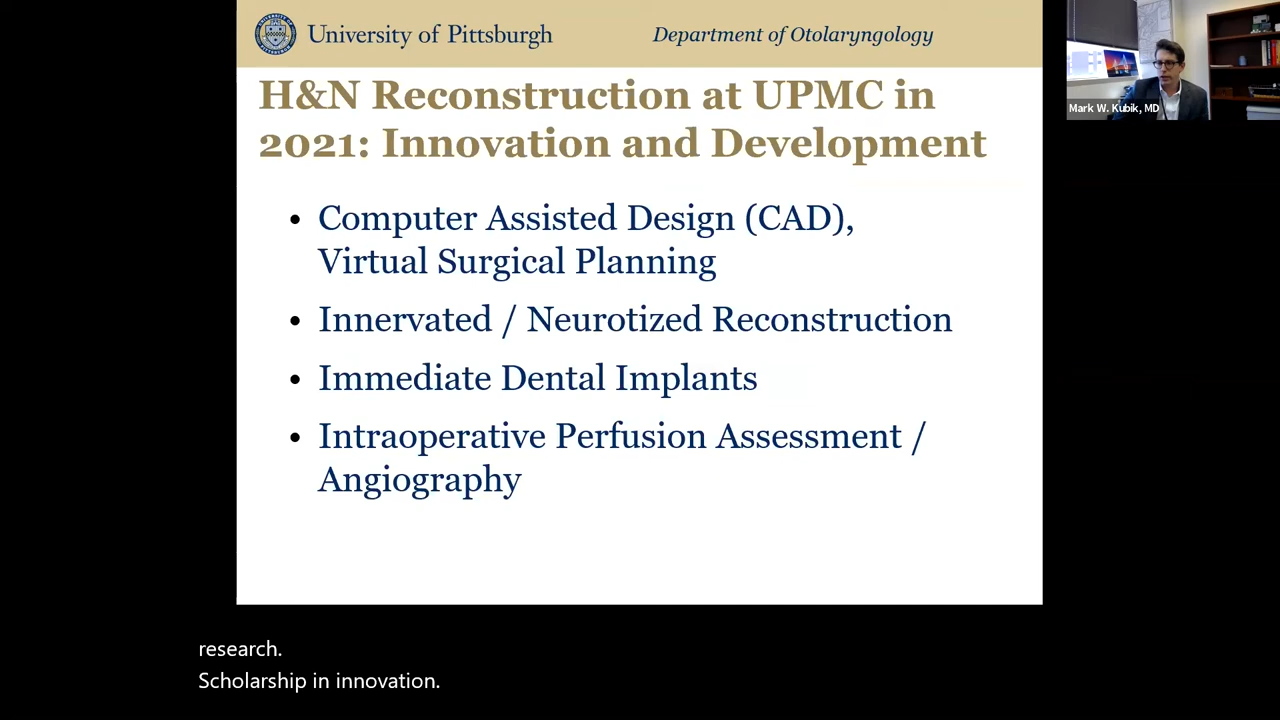 University of Pittsburgh
Department of Otolaryngology
Mark W. Kubik, MD
H&N Reconstruction at UPMC in
2021: Innovation and Development
• Computer Assisted Design (CAD),
Virtual Surgical Planning
• Innervated / Neurotized Reconstruction
• Immediate Dental Implants
• Intraoperative Perfusion Assessment /
Angiography
research.
Scholarship in innovation.